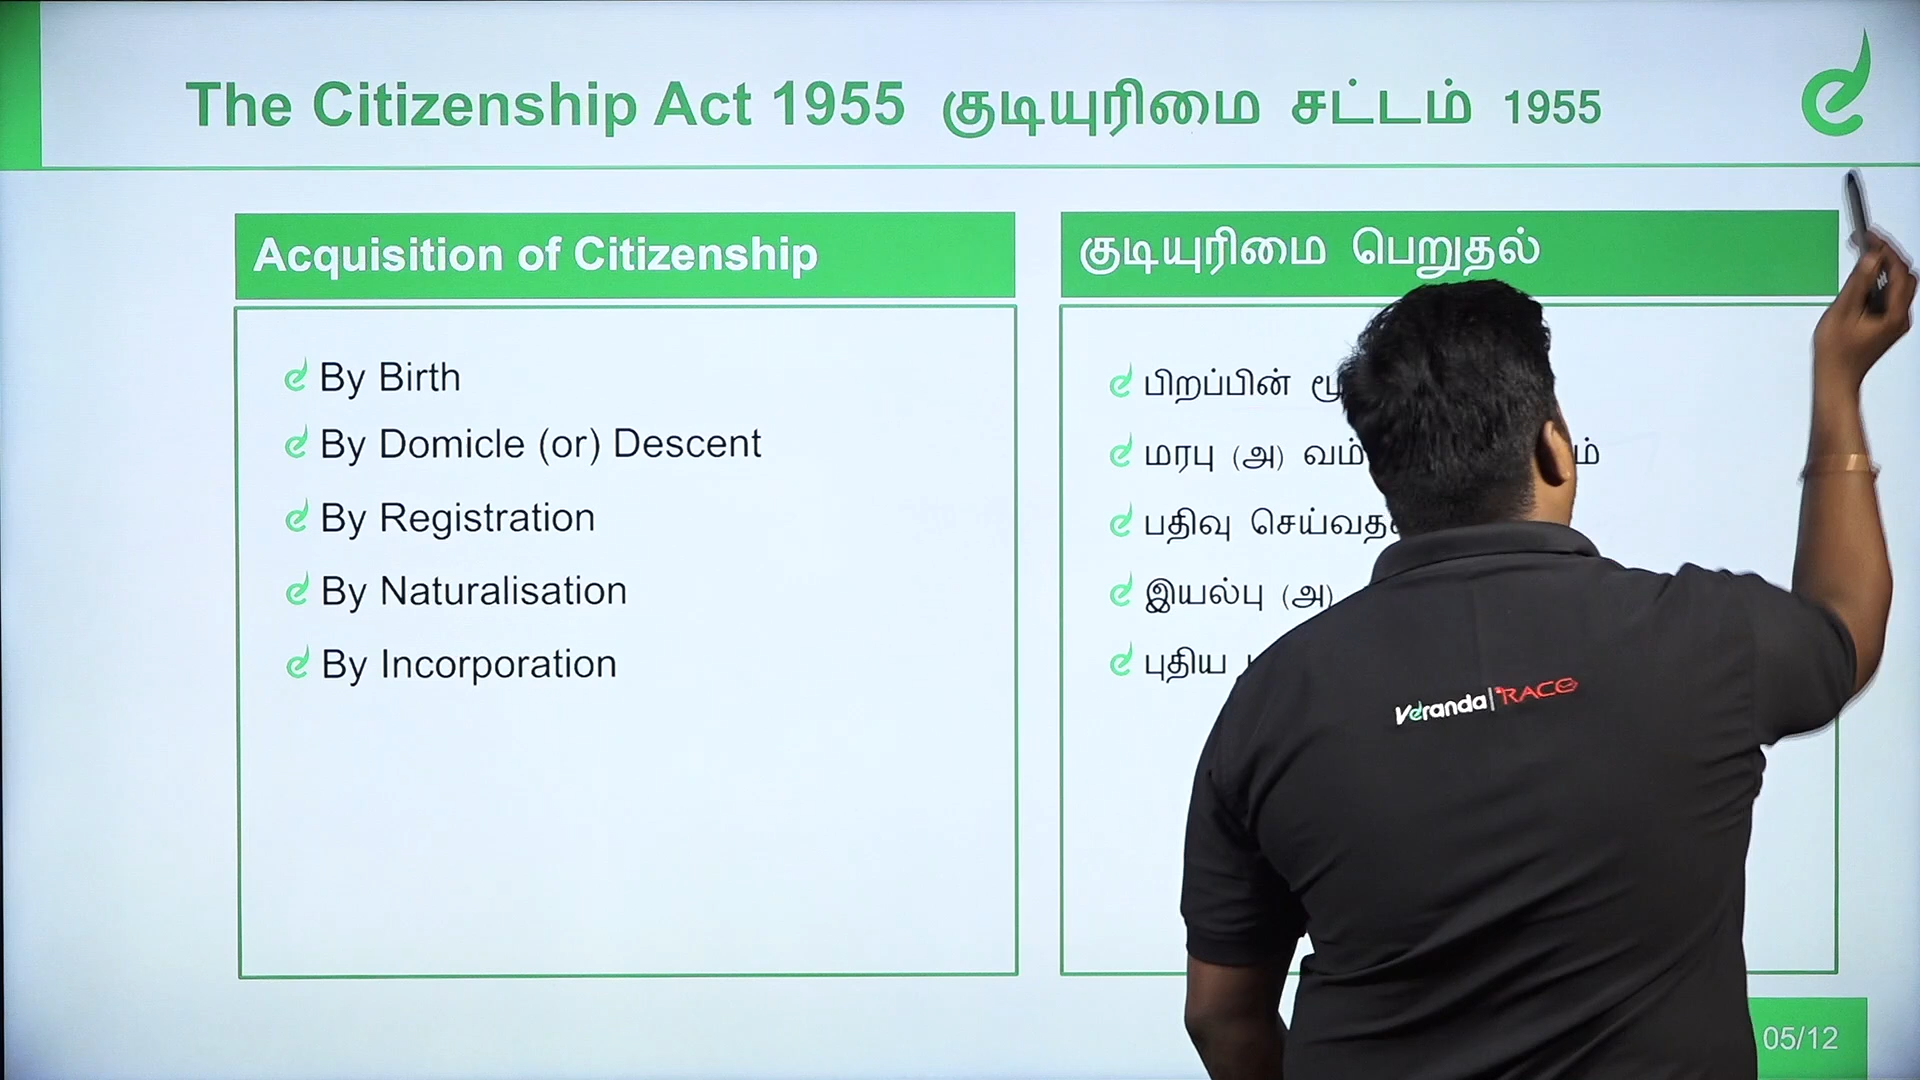 The Citizenship Act 1955 குடியுரிமை சட்டம் 1955
Acquisition of Citizenship
By Birth
By Domicle (or) Descent
By Registration
By Naturalisation
By Incorporation
குடியுரிமை பெறுதல்
பிறப்பின்
மரபு (அ)
பதிவு
இயல்பு (அ)
புதிய
Veranda|RACE
05/12